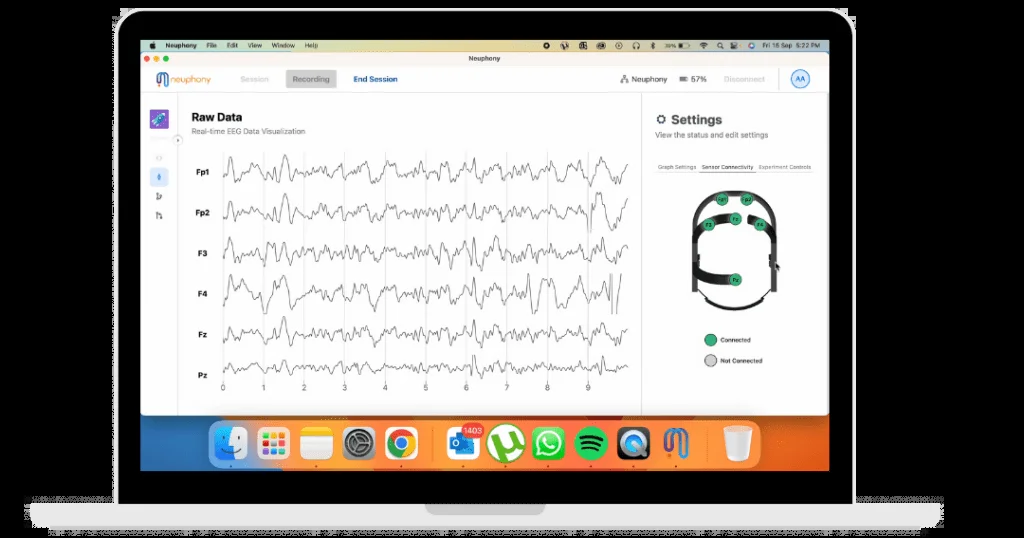 Neuphony File Edit View Window Help 39% Fri 15 Sep 5:22 PM
Neuphony
neuphony Session Recording End Session Neuphony 57% Disconnect AA
Raw Data
Real-time EEG Data Visualization
Settings
View the status and edit settings
Graph Settings Sensor Connectivity Experiment Controls
Fp1
Fp2
F3
F4
Fz
Pz
0 1 2 3 4 5 6 7 8 9
Fp1 Fp2
F3 Fz F4
Pz
Connected
Not Connected
1403